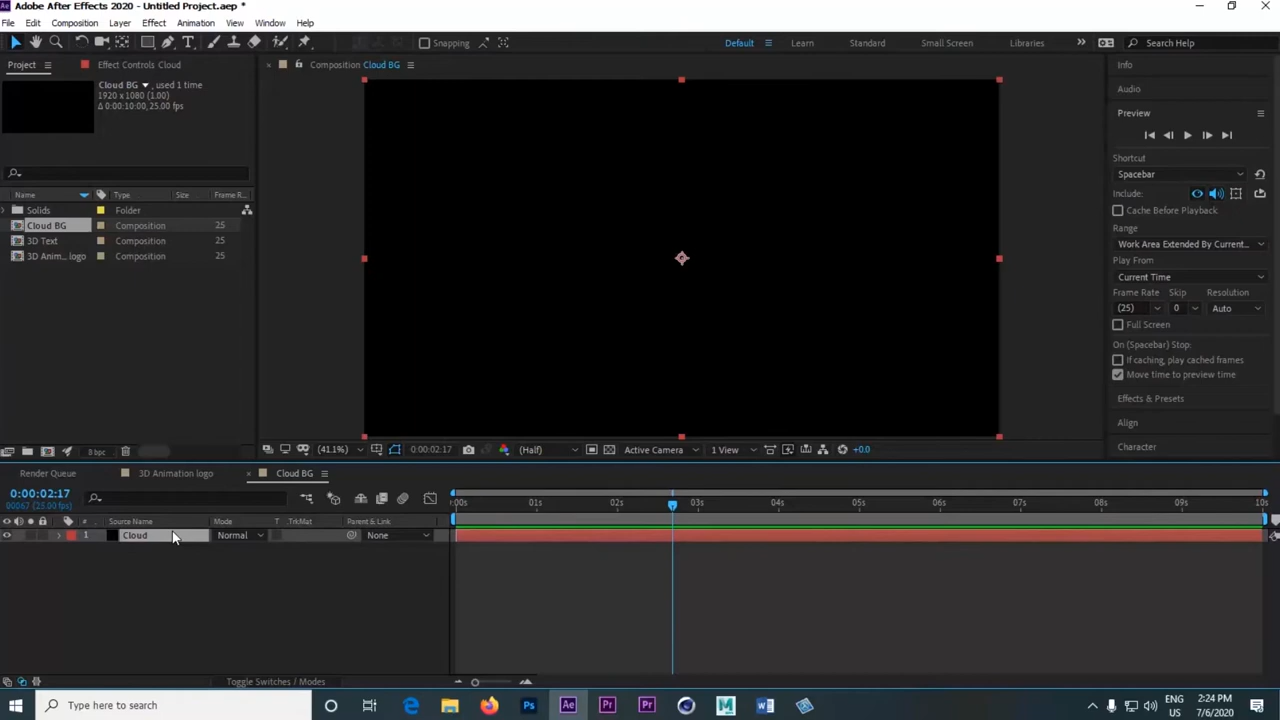 Adobe After Effects 2020 - Untitled Project.aep *
File Edit Composition Layer Effect Animation View Window Help
Snapping Default Learn Standard Small Screen Libraries Search Help
Project Effect Controls Cloud Composition Cloud BG Info
Cloud BG , used 1 time
1920 x 1080 (1.00)
Δ 0:00:10:00, 25.00 fps
Audio
Preview
Shortcut
Spacebar
Include:
Cache Before Playback
Range
Work Area Extended By Current...
Play From
Current Time
Frame Rate Skip Resolution
(25) 0 Auto
Full Screen
On (Spacebar) Stop:
If caching, play cached frames
Move time to preview time
Effects & Presets
Align
Character
Name Type Size Frame R...
Solids Folder
Cloud BG Composition 25
3D Text Composition 25
3D Anim... logo Composition 25
8 bpc (41.1%) 0:00:02:17 (Half) Active Camera 1 View +0.0
Render Queue 3D Animation logo Cloud BG
0:00:02:17
00067 (25.00 fps)
:00s 01s 02s 03s 04s 05s 06s 07s 08s 09s 10s
# Source Name Mode T .TrkMat Parent & Link
1 Cloud Normal None
Toggle Switches / Modes
Type here to search
ENG
US
2:24 PM
7/6/2020